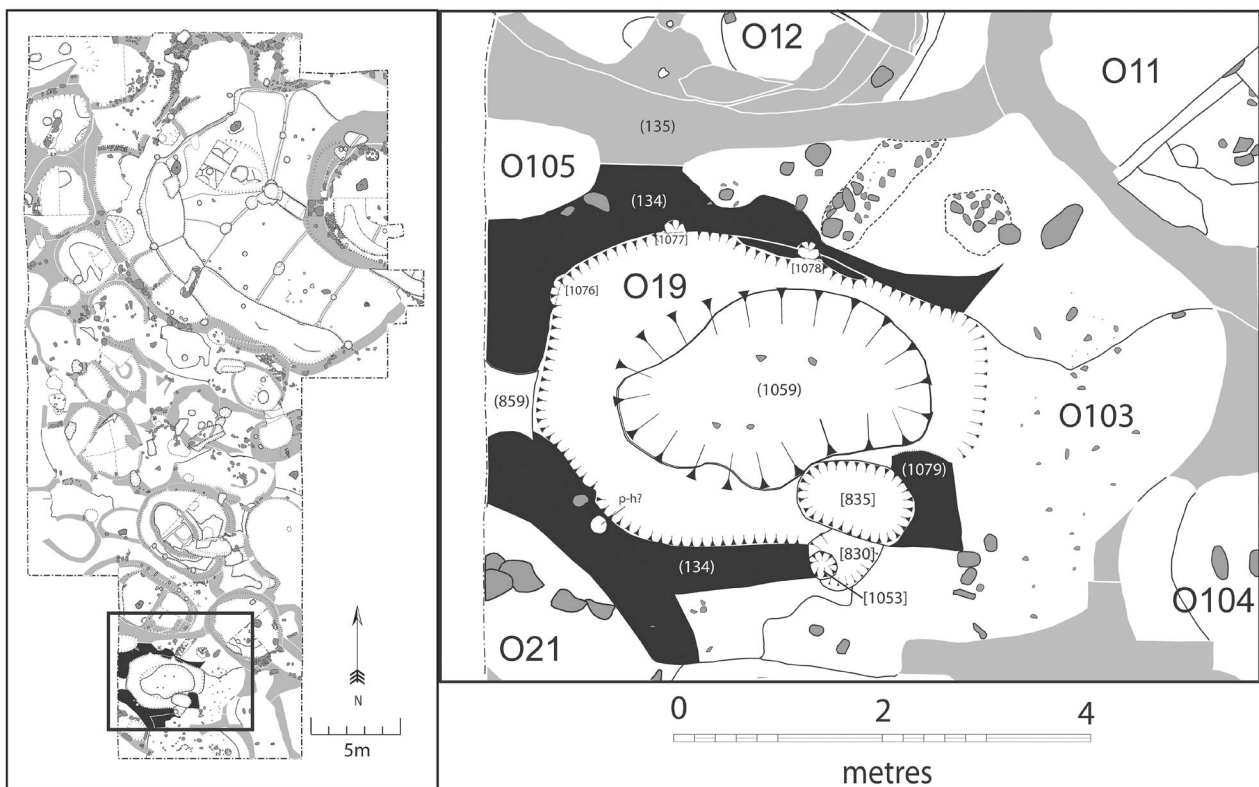 N
5m
O12
O11
(135)
O105
(134)
[1077]
[1078]
[1076]
O19
(859)
(1059)
O103
(1079)
[835]
p-h?
[830]
(134)
[1053]
O104
O21
0 2 4
metres